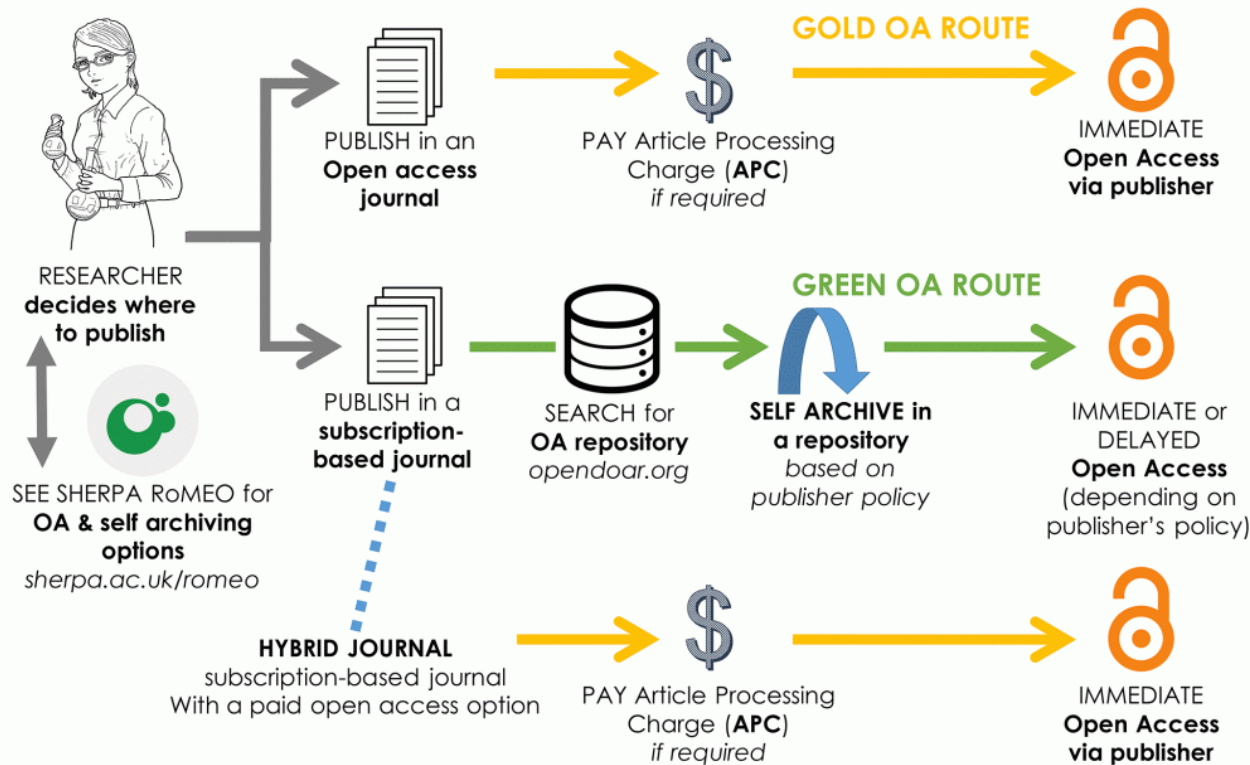 GOLD OA ROUTE
PUBLISH in an
Open access
journal
PAY Article Processing
Charge (APC)
if required
IMMEDIATE
Open Access
via publisher
RESEARCHER
decides where
to publish
SEE SHERPA RoMEO for
OA & self archiving
options
sherpa.ac.uk/romeo
GREEN OA ROUTE
PUBLISH in a
subscription-
based journal
SEARCH for
OA repository
opendoar.org
SELF ARCHIVE in
a repository
based on
publisher policy
IMMEDIATE or
DELAYED
Open Access
(depending on
publisher's policy)
HYBRID JOURNAL
subscription-based journal
With a paid open access option
PAY Article Processing
Charge (APC)
if required
IMMEDIATE
Open Access
via publisher